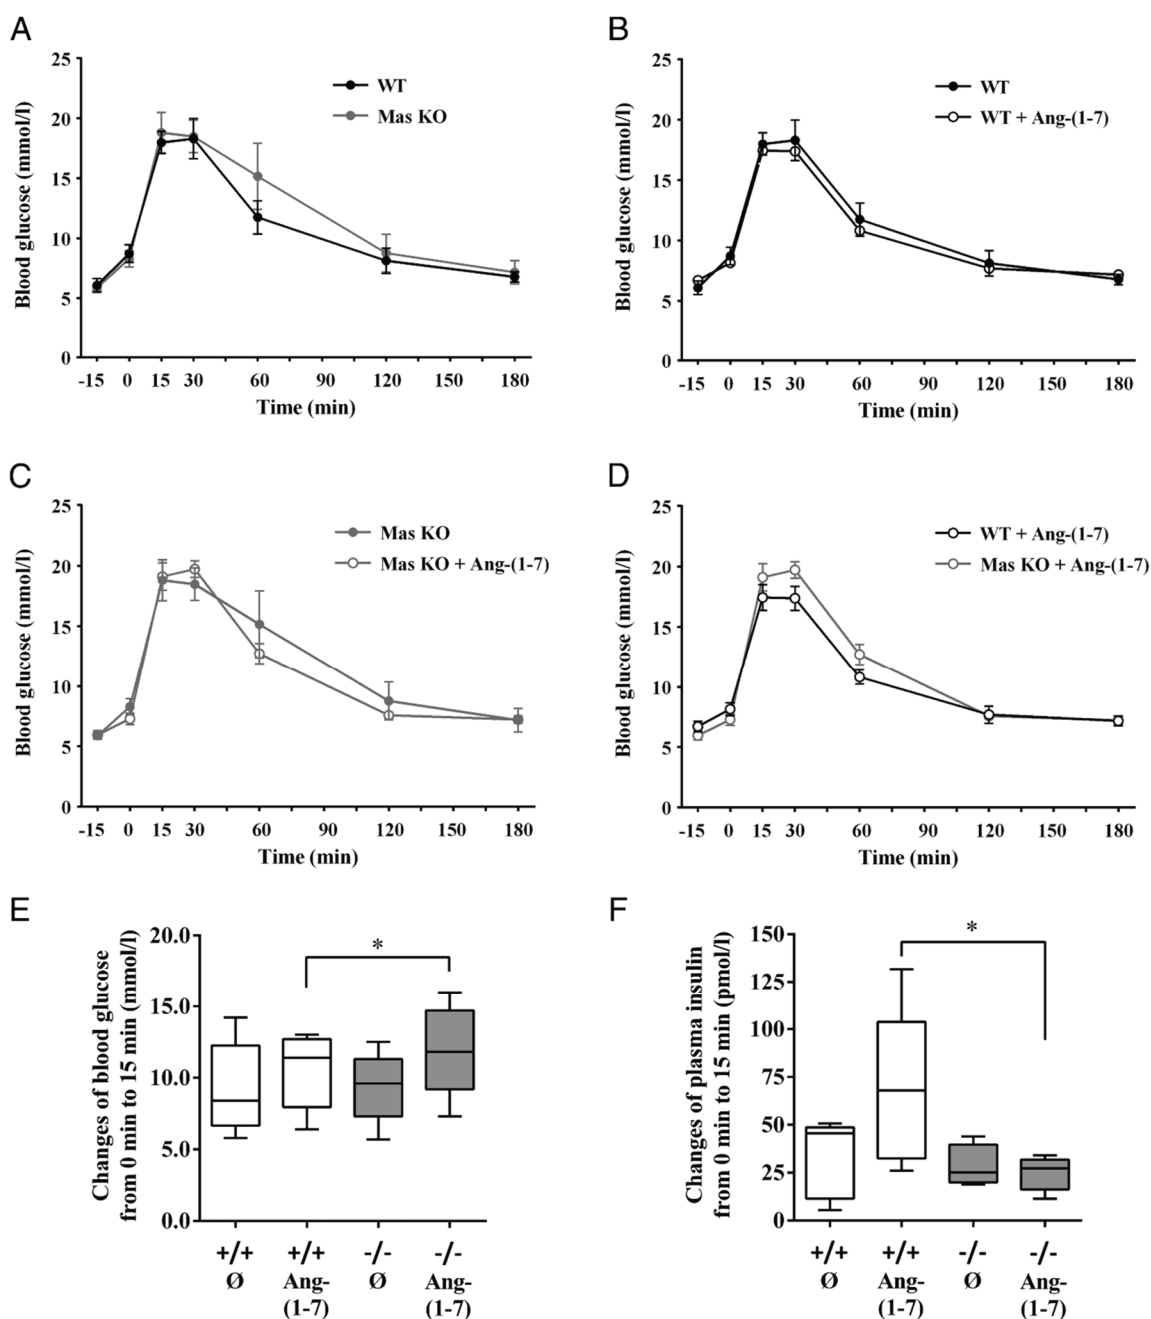 A
25
20
15
10
5
0
Blood glucose (mmol/l)
WT
Mas KO
-15 0 15 30 60 90 120 150 180
Time (min)
B
25
20
15
10
5
0
Blood glucose (mmol/l)
WT
WT + Ang-(1-7)
-15 0 15 30 60 90 120 150 180
Time (min)
C
25
20
15
10
5
0
Blood glucose (mmol/l)
Mas KO
Mas KO + Ang-(1-7)
-15 0 15 30 60 90 120 150 180
Time (min)
D
25
20
15
10
5
0
Blood glucose (mmol/l)
WT + Ang-(1-7)
Mas KO + Ang-(1-7)
-15 0 15 30 60 90 120 150 180
Time (min)
E
20.0
15.0
10.0
5.0
0.0
Changes of blood glucose
from 0 min to 15 min (mmol/l)
*
+/+ +/+ -/- -/-
Ø Ang- Ø Ang-
(1-7) (1-7)
F
150
125
100
75
50
25
0
Changes of plasma insulin
from 0 min to 15 min (pmol/l)
*
+/+ +/+ -/- -/-
Ø Ang- Ø Ang-
(1-7) (1-7)